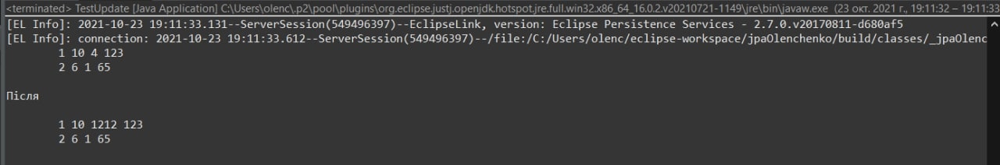 <terminated> TestUpdate [Java Application] C:\Users\olenc\.p2\pool\plugins\org.eclipse.justj.openjdk.hotspot.jre.full.win32.x86_64_16.0.2.v20210721-1149\jre\bin\javaw.exe (23 окт. 2021 г., 19:11:32 – 19:11:33
[EL Info]: 2021-10-23 19:11:33.131--ServerSession(549496397)--EclipseLink, version: Eclipse Persistence Services - 2.7.0.v20170811-d680af5
[EL Info]: connection: 2021-10-23 19:11:33.612--ServerSession(549496397)--/file:/C:/Users/olenc/eclipse-workspace/jpaOlenchenko/build/classes/_jpaOlenc
1 10 4 123
2 6 1 65
Після
1 10 1212 123
2 6 1 65